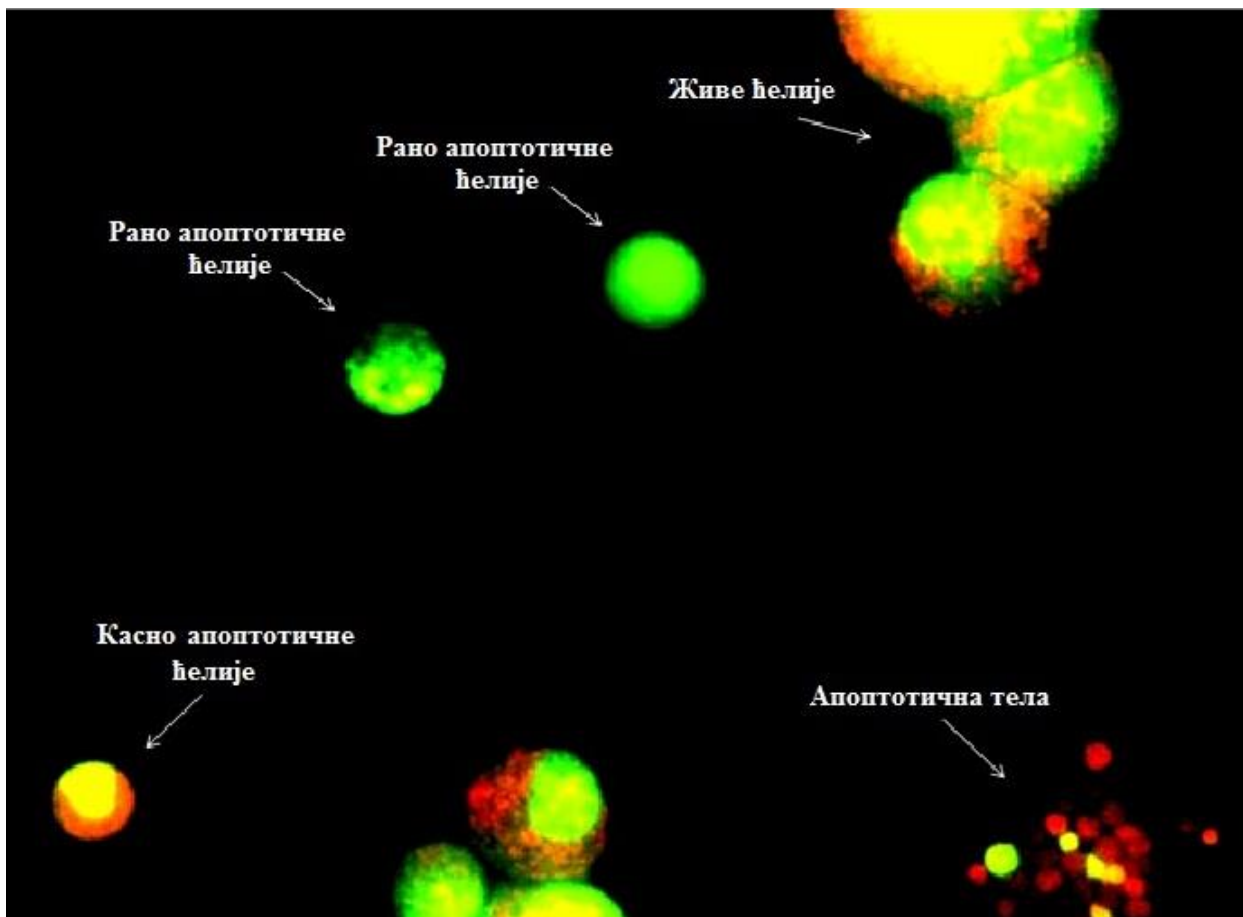 Живе ћелије
Рано апоптотичне
ћелије
Рано апоптотичне
ћелије
Касно апоптотичне
ћелије
Апоптотична тела